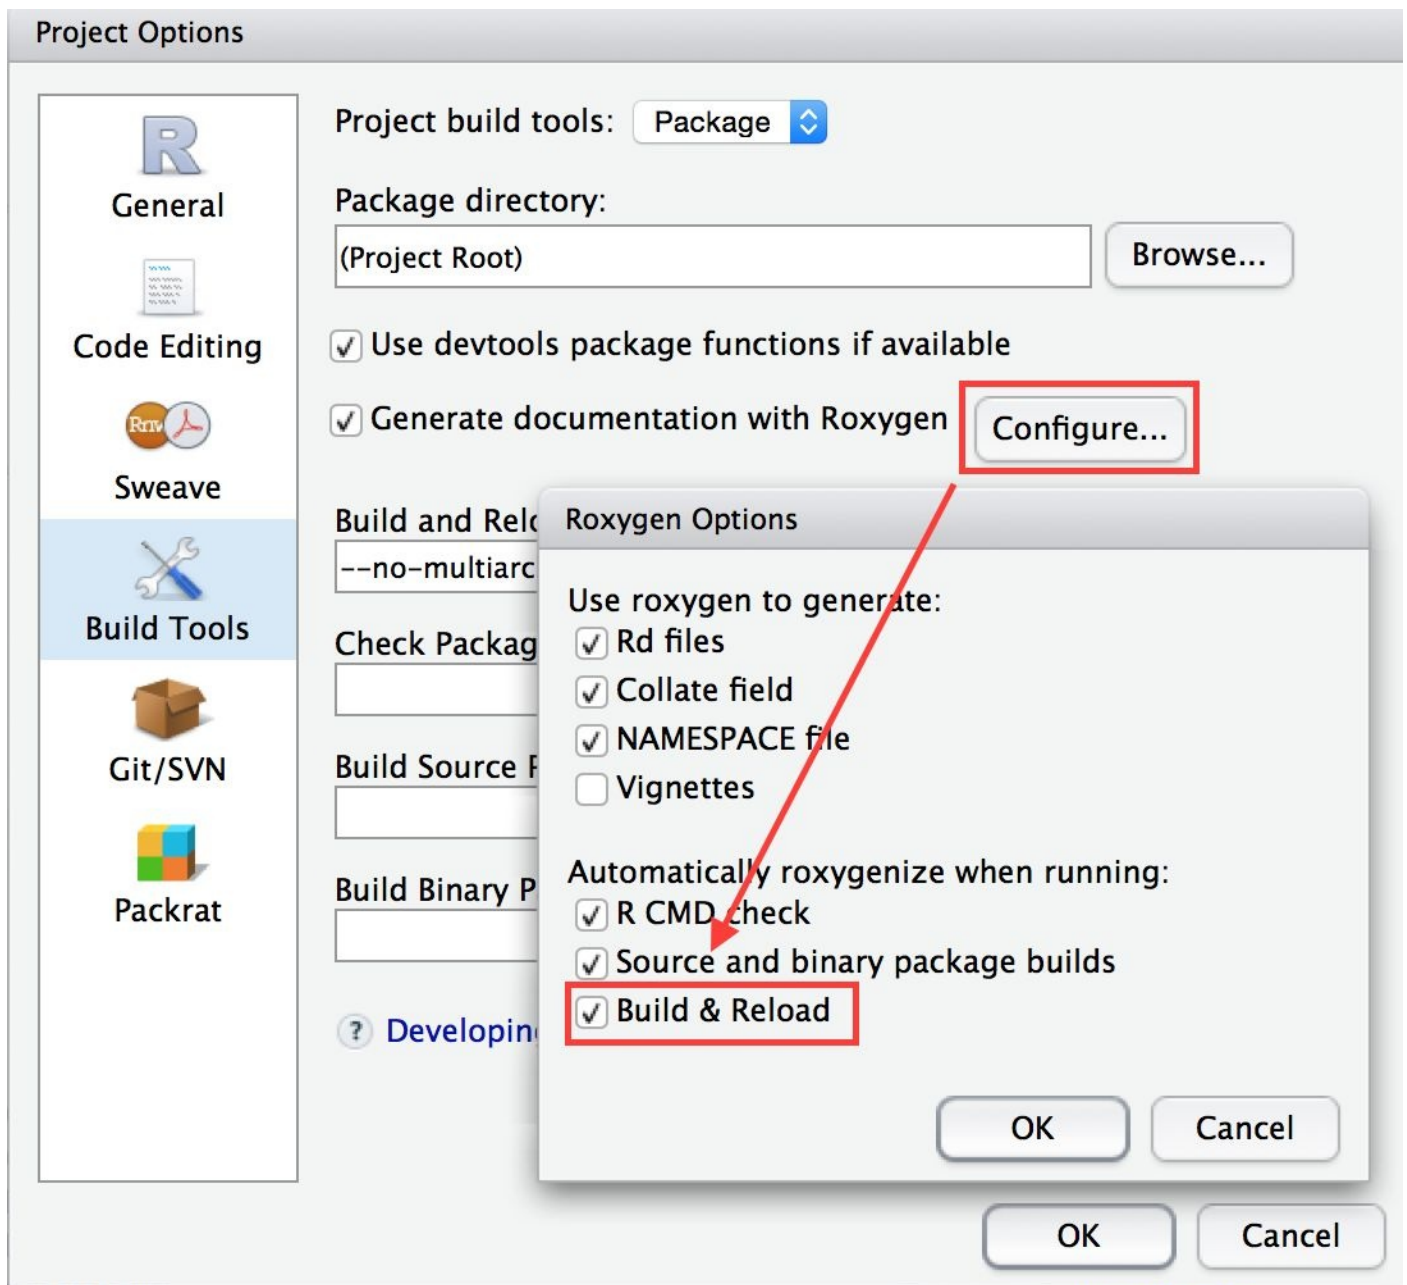 Project Options
General
Code Editing
Rnw
Sweave
Build Tools
Git/SVN
Packrat
Project build tools: Package
Package directory:
(Project Root)
Browse...
Use devtools package functions if available
Generate documentation with Roxygen
Configure...
Build and Relo
--no-multiarc
Check Packag
Build Source P
Build Binary P
? Developin
Roxygen Options
Use roxygen to generate:
Rd files
Collate field
NAMESPACE file
Vignettes
Automatically roxygenize when running:
R CMD check
Source and binary package builds
Build & Reload
OK Cancel
OK Cancel